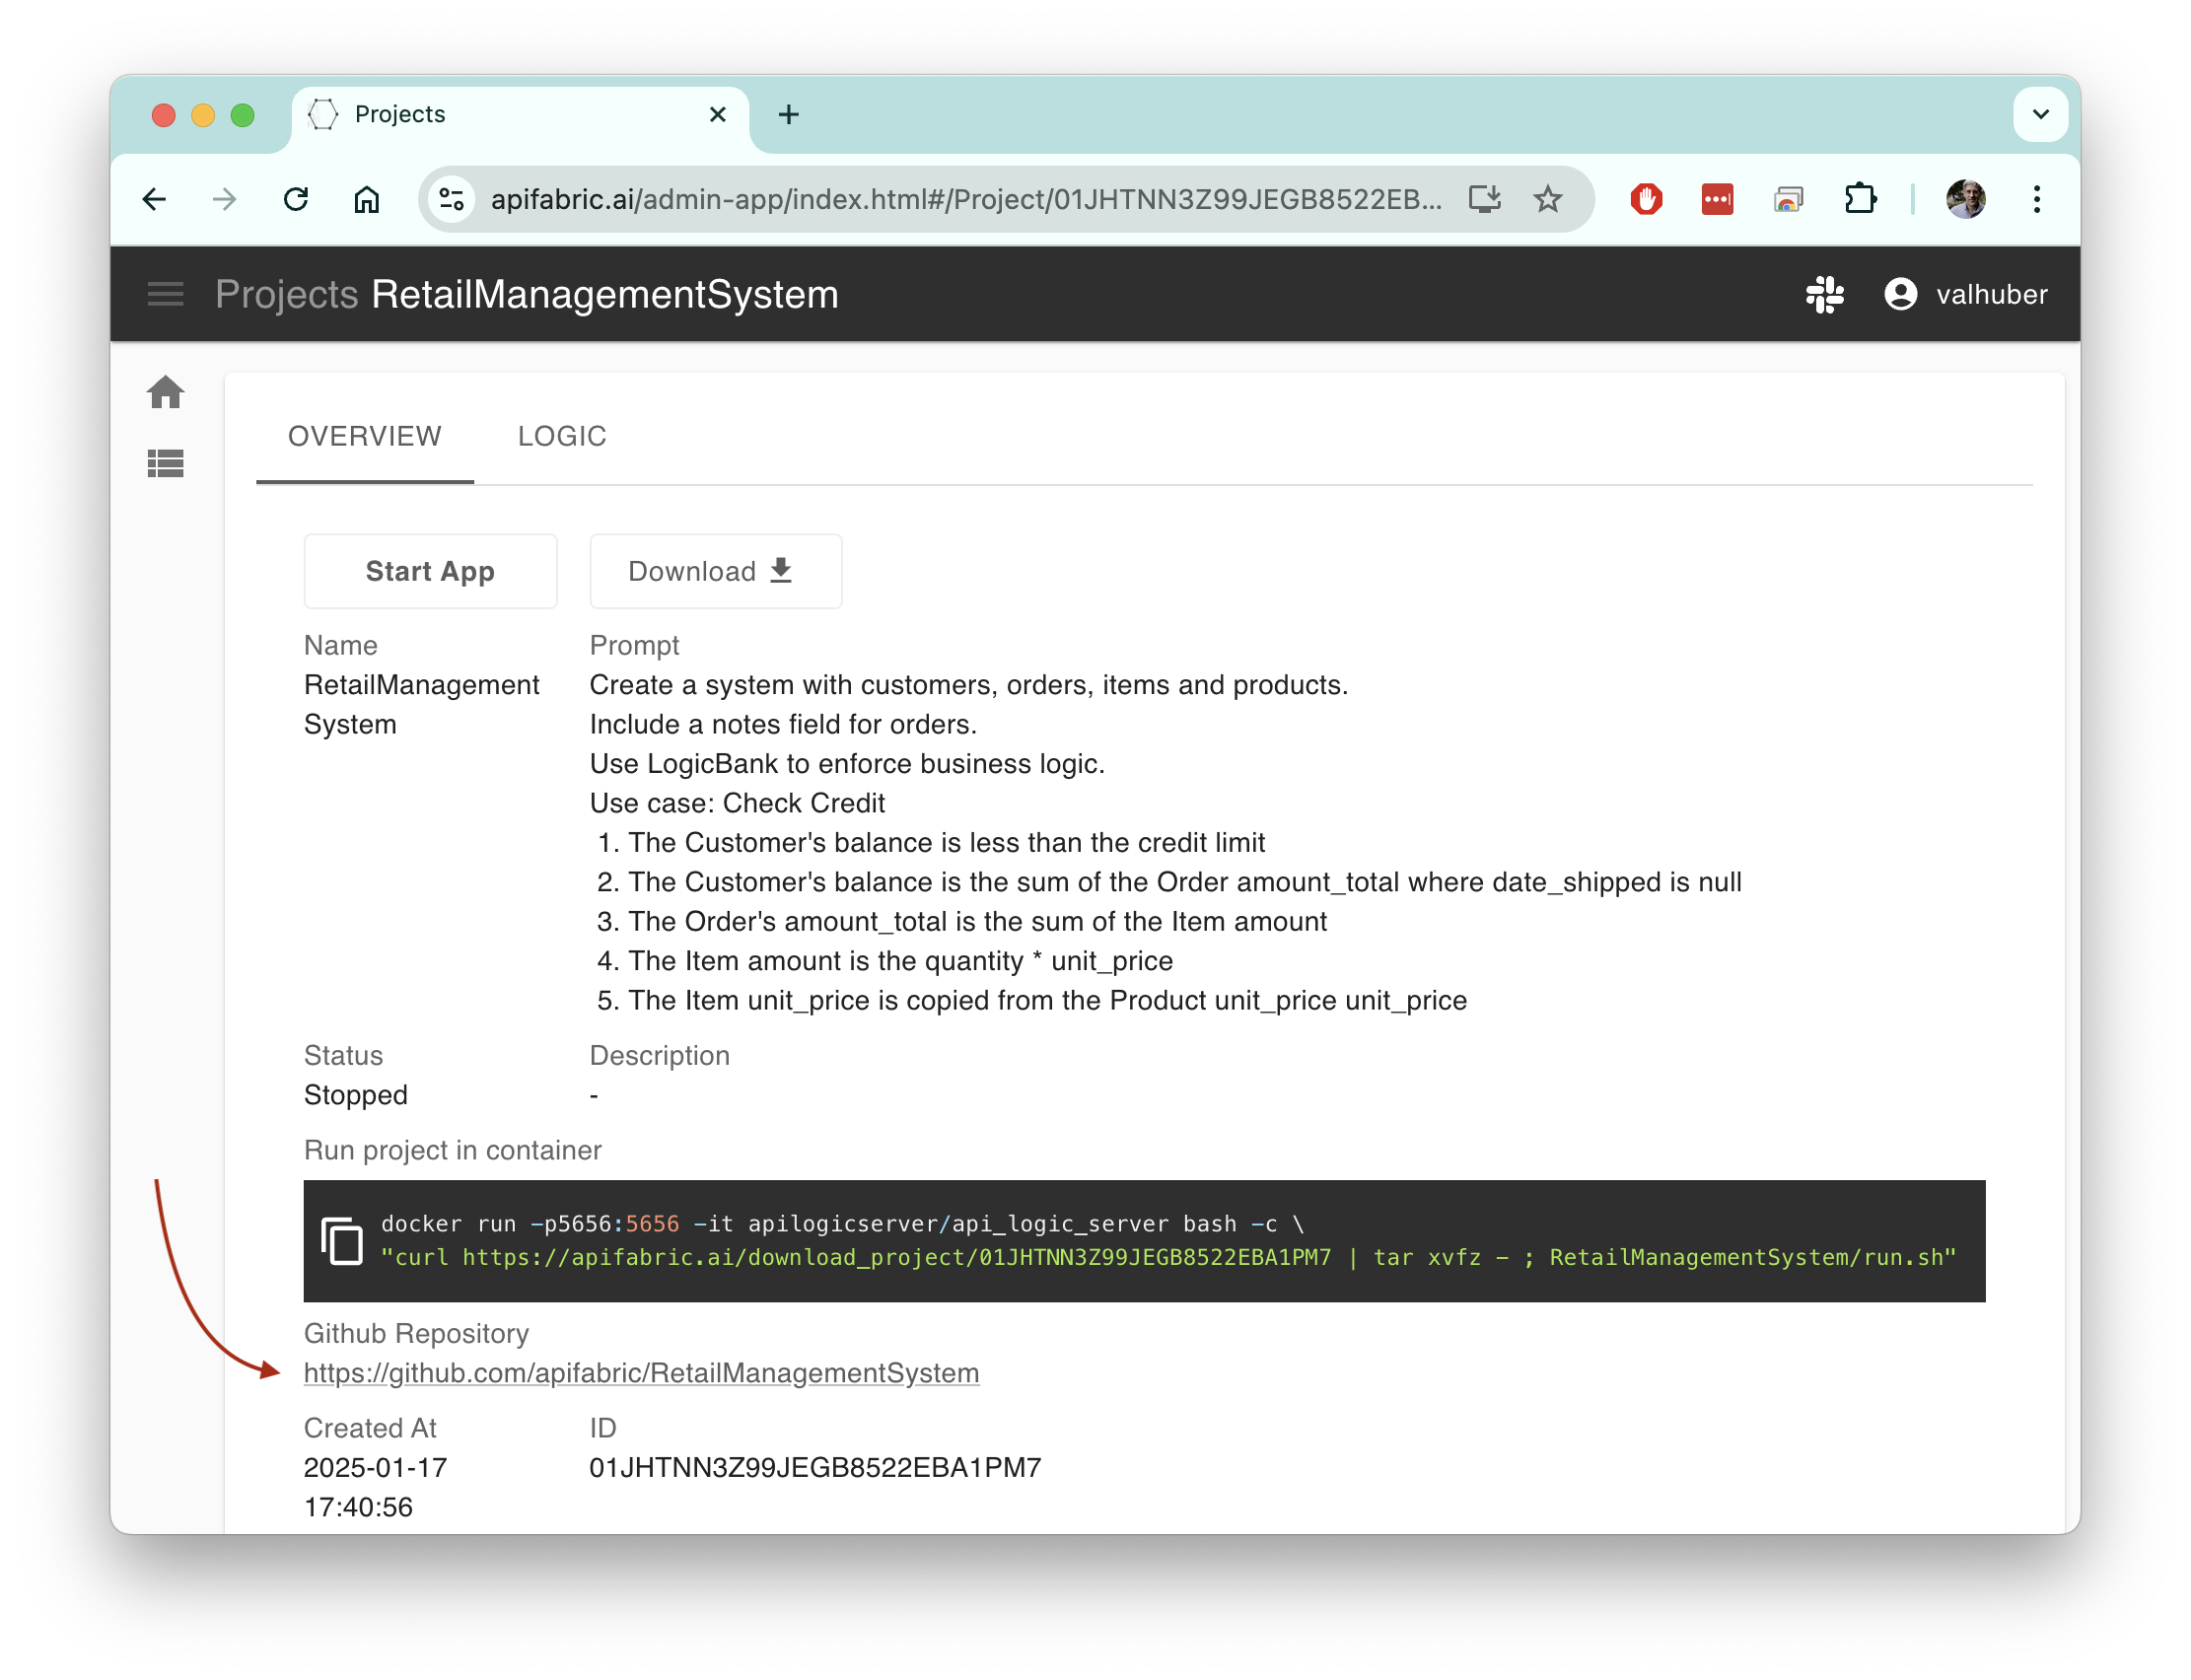 Projects
apifabric.ai/admin-app/index.html#/Project/01JHTNN3Z99JEGB8522EB...
Projects RetailManagementSystem
valhuber
OVERVIEW LOGIC
Start App Download
Name
RetailManagement
System
Prompt
Create a system with customers, orders, items and products.
Include a notes field for orders.
Use LogicBank to enforce business logic.
Use case: Check Credit
1. The Customer's balance is less than the credit limit
2. The Customer's balance is the sum of the Order amount_total where date_shipped is null
3. The Order's amount_total is the sum of the Item amount
4. The Item amount is the quantity * unit_price
5. The Item unit_price is copied from the Product unit_price unit_price
Status
Stopped
Description
-
Run project in container
docker run -p5656:5656 -it apilogicserver/api_logic_server bash -c \
"curl https://apifabric.ai/download_project/01JHTNN3Z99JEGB8522EBA1PM7 | tar xvfz - ; RetailManagementSystem/run.sh"
Github Repository
https://github.com/apifabric/RetailManagementSystem
Created At
2025-01-17
17:40:56
ID
01JHTNN3Z99JEGB8522EBA1PM7